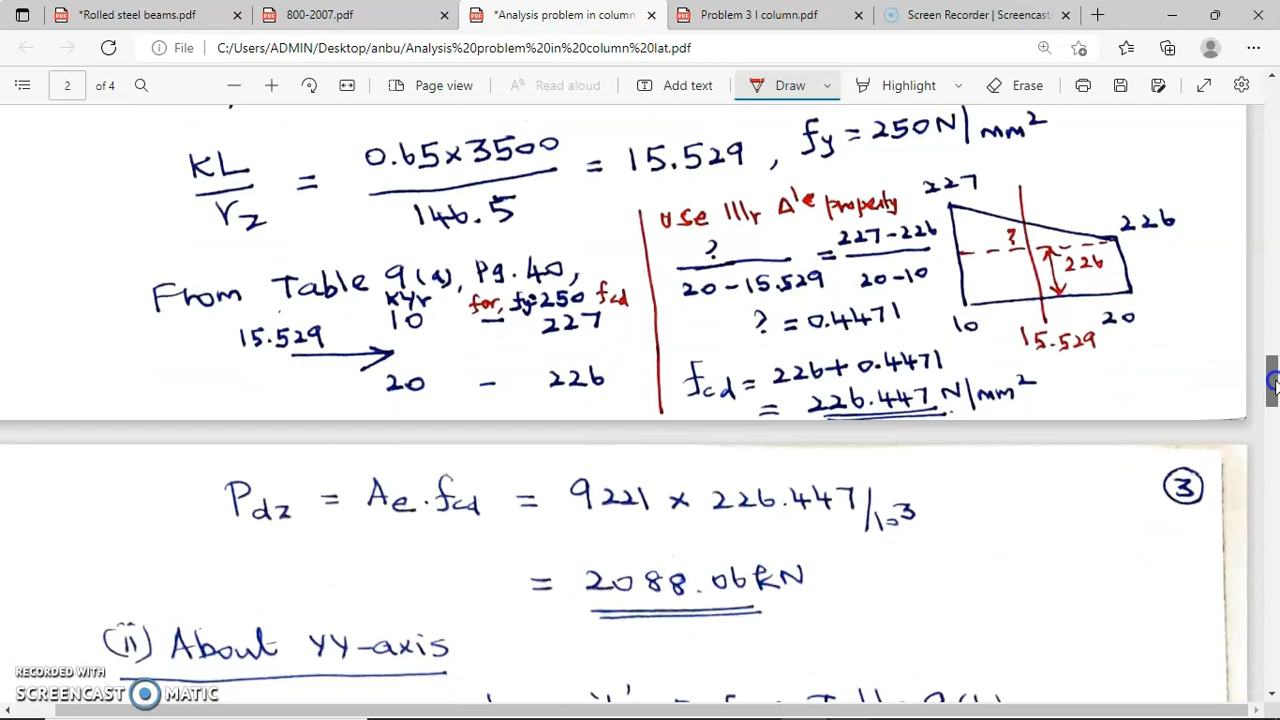 *Rolled steel beams.pdf
800-2007.pdf
*Analysis problem in column
Problem 3 I column.pdf
Screen Recorder | Screencast
File C:/Users/ADMIN/Desktop/anbu/Analysis%20problem%20in%20column%20lat.pdf
2 of 4
Page view
Read aloud
Add text
Draw
Highlight
Erase
KL/rz = 0.65×3500/146.5 = 15.529, fy = 250N/mm²
From Table 9(a), Pg. 40,
KL/r for, fy=250 fcd
15.529 10 – 227
20 – 226
Use lllr Δ'le property
?/20-15.529 = 227-226/20-10
? = 0.4471
fcd = 226+0.4471
= 226.447 N/mm²
227
226
?
226
10
15.529
20
Pdz = Ae.fcd = 9221 × 226.447/10³
3
= 2088.06kN
(ii) About YY-axis
RECORDED WITH
SCREENCAST MATIC